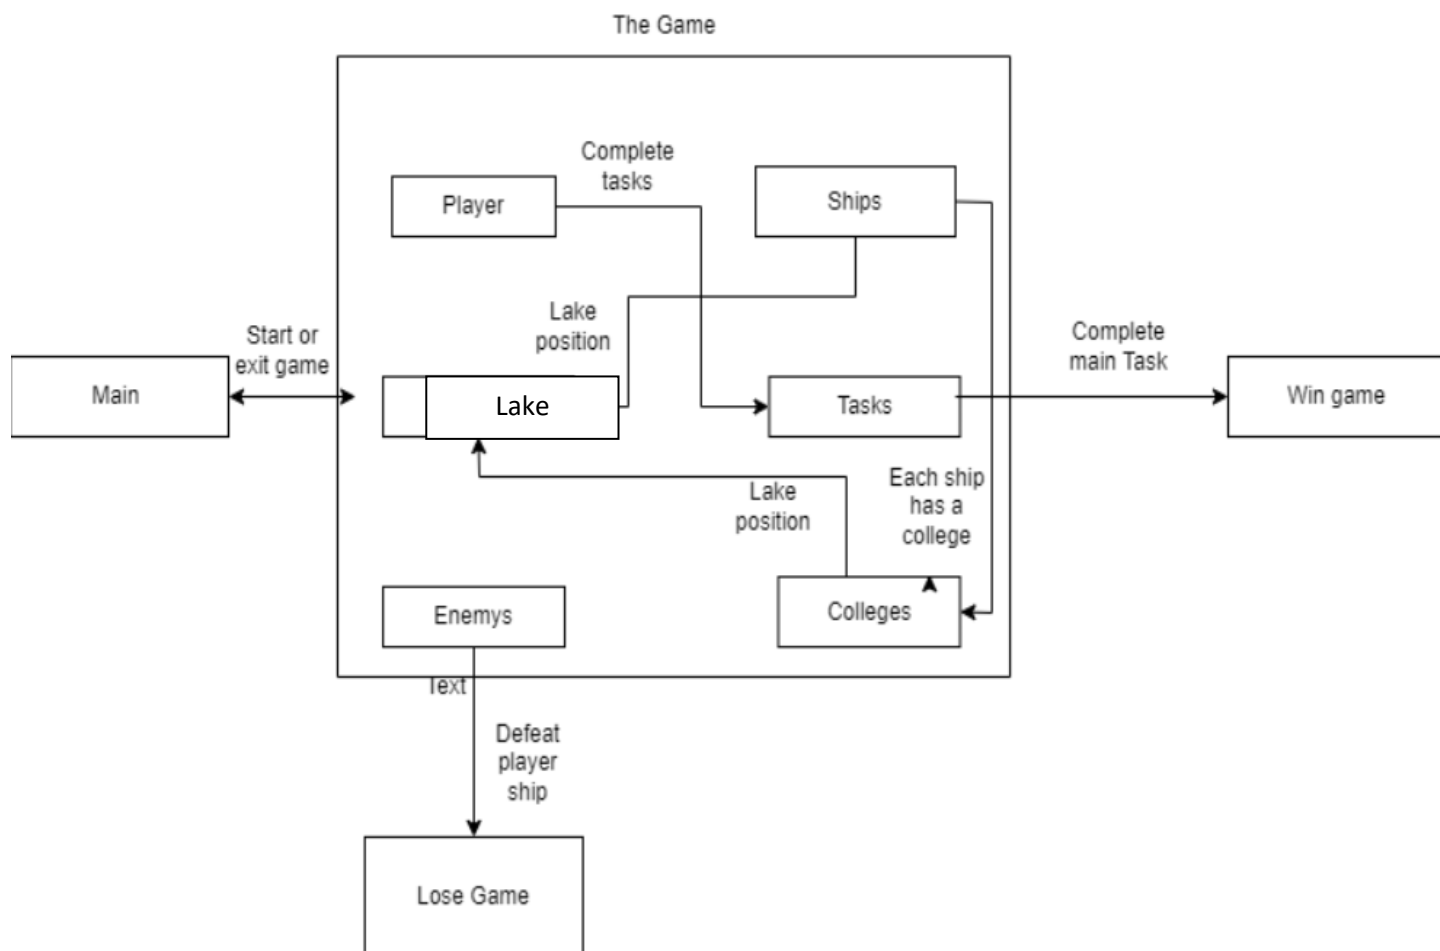 The Game
Complete
tasks
Player
Ships
Lake
position
Start or
exit game
Complete
main Task
Main
Lake
Tasks
Win game
Each ship
has a
college
Lake
position
Enemys
Colleges
Text
Defeat
player
ship
Lose Game